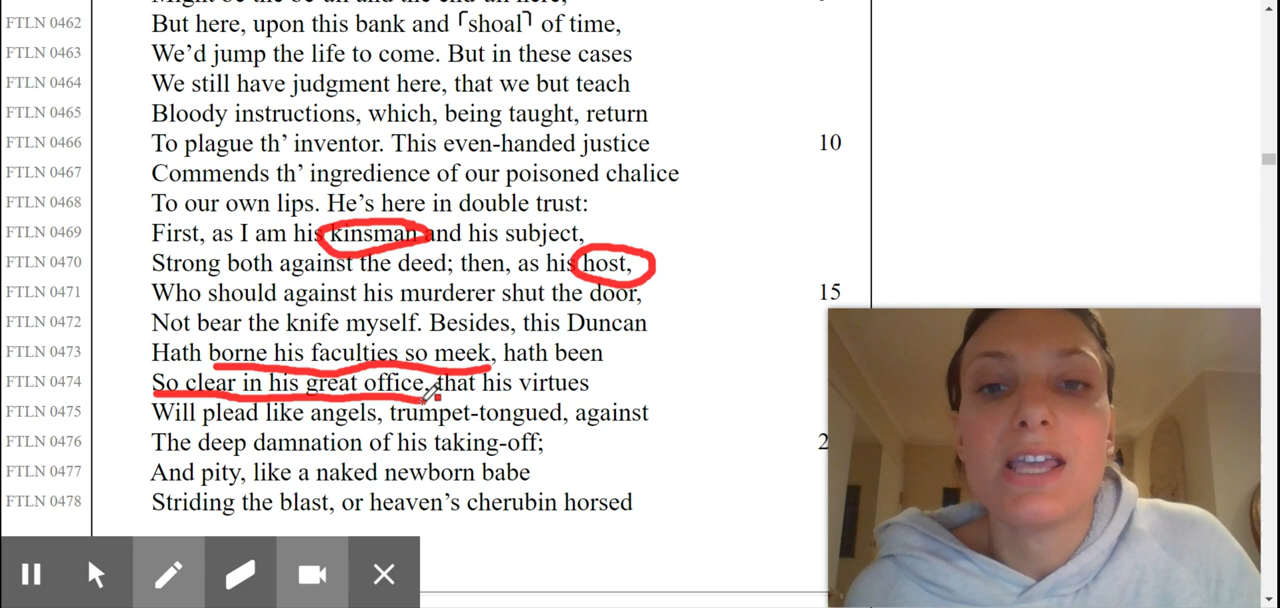 FTLN 0462 But here, upon this bank and ⌜shoal⌝ of time,
FTLN 0463 We’d jump the life to come. But in these cases
FTLN 0464 We still have judgment here, that we but teach
FTLN 0465 Bloody instructions, which, being taught, return
FTLN 0466 To plague th’ inventor. This even-handed justice 10
FTLN 0467 Commends th’ ingredience of our poisoned chalice
FTLN 0468 To our own lips. He’s here in double trust:
FTLN 0469 First, as I am his kinsman and his subject,
FTLN 0470 Strong both against the deed; then, as his host,
FTLN 0471 Who should against his murderer shut the door, 15
FTLN 0472 Not bear the knife myself. Besides, this Duncan
FTLN 0473 Hath borne his faculties so meek, hath been
FTLN 0474 So clear in his great office, that his virtues
FTLN 0475 Will plead like angels, trumpet-tongued, against
FTLN 0476 The deep damnation of his taking-off; 2
FTLN 0477 And pity, like a naked newborn babe
FTLN 0478 Striding the blast, or heaven’s cherubin horsed